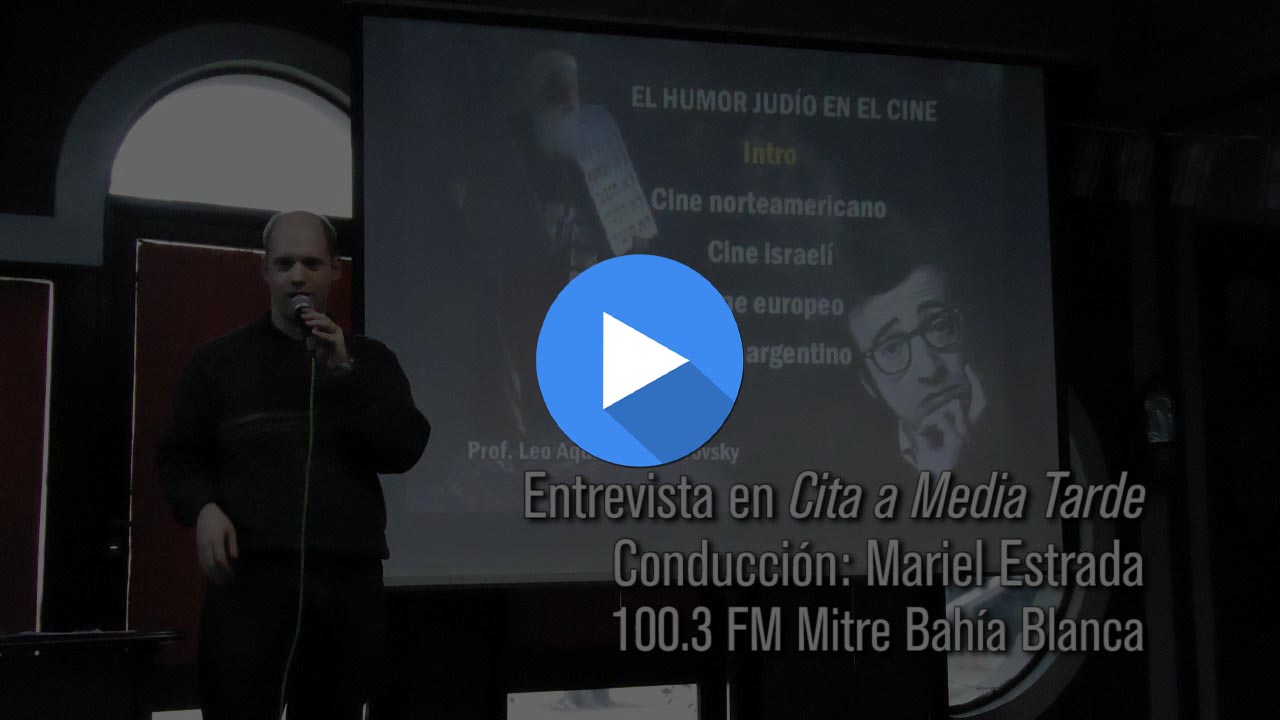 EL HUMOR JUDÍO EN EL CINE
Intro
Cine norteamericano
Cine israelí
europeo
argentino
Prof. Leo
Entrevista en Cita a Media Tarde
Conducción: Mariel Estrada
100.3 FM Mitre Bahía Blanca